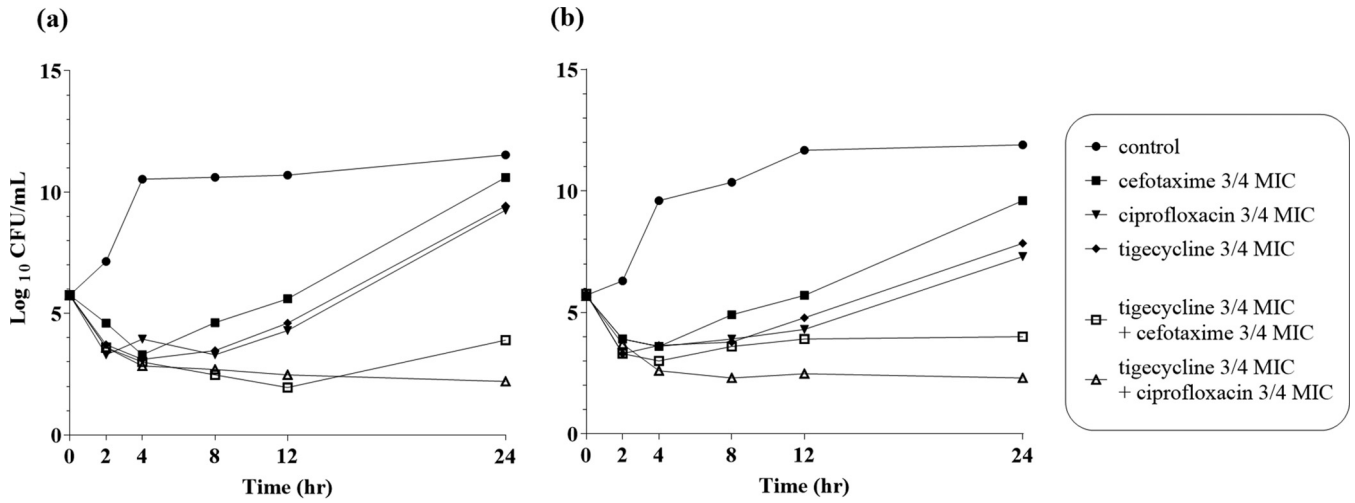 (a)
15
10
5
0
Log 10 CFU/mL
0 2 4 8 12 24
Time (hr)
(b)
15
10
5
0
0 2 4 8 12 24
Time (hr)
control
cefotaxime 3/4 MIC
ciprofloxacin 3/4 MIC
tigecycline 3/4 MIC
tigecycline 3/4 MIC
+ cefotaxime 3/4 MIC
tigecycline 3/4 MIC
+ ciprofloxacin 3/4 MIC